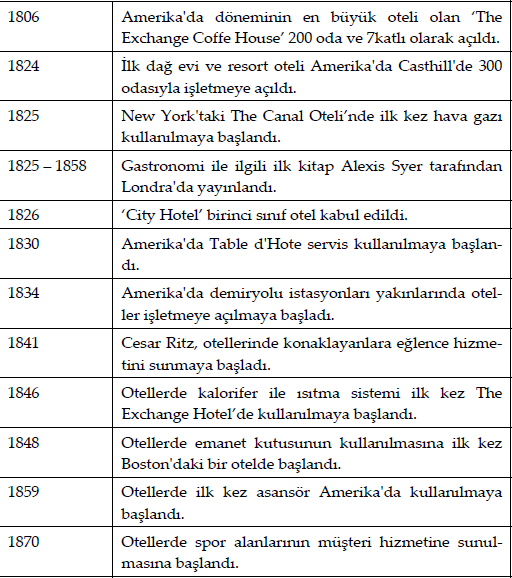 1806 Amerika'da döneminin en büyük oteli olan ‘The
Exchange Coffe House’ 200 oda ve 7katlı olarak açıldı.
1824 İlk dağ evi ve resort oteli Amerika'da Casthill'de 300
odasıyla işletmeye açıldı.
1825 New York'taki The Canal Oteli’nde ilk kez hava gazı
kullanılmaya başlandı.
1825 – 1858 Gastronomi ile ilgili ilk kitap Alexis Syer tarafından
Londra'da yayınlandı.
1826 ‘City Hotel’ birinci sınıf otel kabul edildi.
1830 Amerika'da Table d'Hote servis kullanılmaya başlan-
dı.
1834 Amerika'da demiryolu istasyonları yakınlarında otel-
ler işletmeye açılmaya başladı.
1841 Cesar Ritz, otellerinde konaklayanlara eğlence hizme-
tini sunmaya başladı.
1846 Otellerde kalorifer ile ısıtma sistemi ilk kez The
Exchange Hotel’de kullanılmaya başlandı.
1848 Otellerde emanet kutusunun kullanılmasına ilk kez
Boston'daki bir otelde başlandı.
1859 Otellerde ilk kez asansör Amerika'da kullanılmaya
başlandı.
1870 Otellerde spor alanlarının müşteri hizmetine sunul-
masına başlandı.